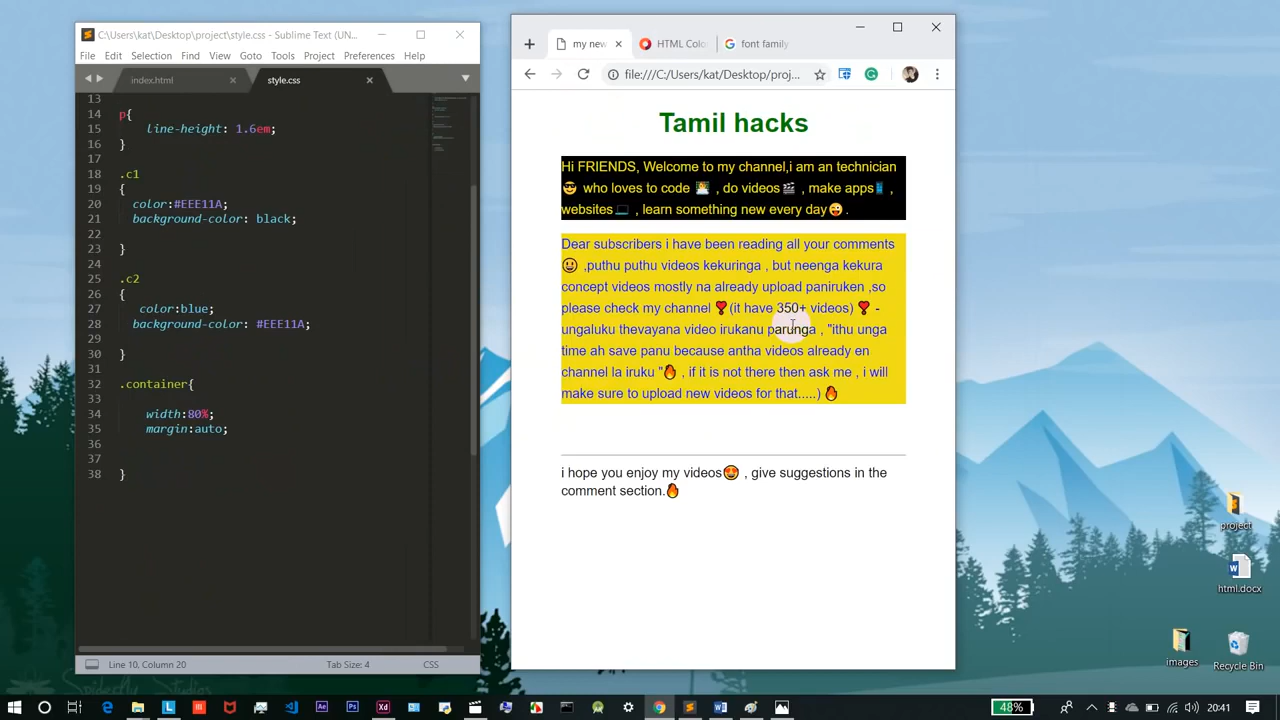 C:\Users\kat\Desktop\project\style.css - Sublime Text (UN...
File Edit Selection Find View Goto Tools Project Preferences Help
index.html style.css
13
14 p{
15 line-height: 1.6em;
16 }
17
18 .c1
19 {
20 color:#EEE11A;
21 background-color: black;
22
23 }
24
25 .c2
26 {
27 color:blue;
28 background-color: #EEE11A;
29
30 }
31
32 .container{
33
34 width:80%;
35 margin:auto;
36
37
38 }
Line 10, Column 20 Tab Size: 4 CSS
my new HTML Colo font family
file:///C:/Users/kat/Desktop/proj...
Tamil hacks
Hi FRIENDS, Welcome to my channel,i am an technician
😎 who loves to code 👨‍💻 , do videos🎬 , make apps📱 ,
websites💻 , learn something new every day😜 .
Dear subscribers i have been reading all your comments
😃 ,puthu puthu videos kekuringa , but neenga kekura
concept videos mostly na already upload paniruken ,so
please check my channel ❣(it have 350+ videos) ❣ -
ungaluku thevayana video irukanu parunga , "ithu unga
time ah save panu because antha videos already en
channel la iruku "🔥 , if it is not there then ask me , i will
make sure to upload new videos for that.....) 🔥
i hope you enjoy my videos😍 , give suggestions in the
comment section.🔥
project
html.docx
images
Recycle Bin
Spiderfly Studios
48%
20:41